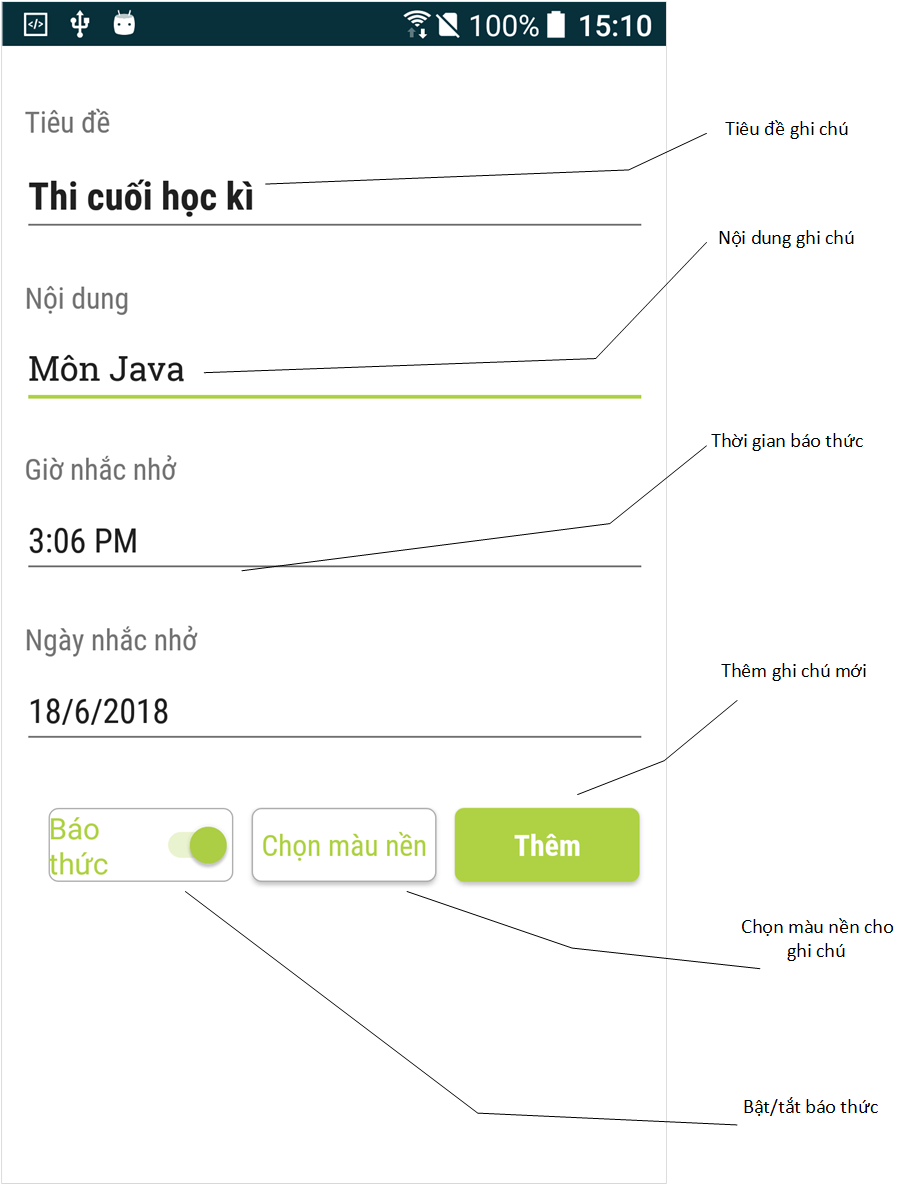 100% 15:10
Tiêu đề
Tiêu đề ghi chú
Thi cuối học kì
Nội dung ghi chú
Nội dung
Môn Java
Thời gian báo thức
Giờ nhắc nhở
3:06 PM
Ngày nhắc nhở
Thêm ghi chú mới
18/6/2018
Báo
thức
Chọn màu nền
Thêm
Chọn màu nền cho
ghi chú
Bật/tắt báo thức